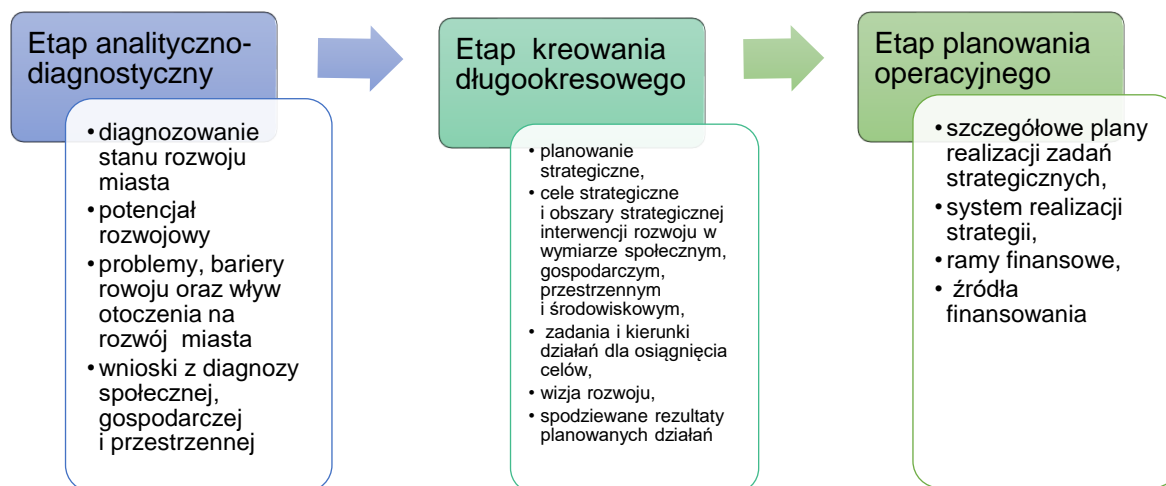 Etap analityczno-
diagnostyczny
•diagnozowanie
stanu rozwoju
miasta
•potencjał
rozwojowy
•problemy, bariery
rowoju oraz wływ
otoczenia na
rozwój miasta
•wnioski z diagnozy
społecznej,
gospodarczej
i przestrzennej
Etap kreowania
długookresowego
• planowanie
strategiczne,
• cele strategiczne
i obszary strategicznej
interwencji rozwoju w
wymiarze społecznym,
gospodarczym,
przestrzennym
i środowiskowym,
• zadania i kierunki
działań dla osiągnięcia
celów,
• wizja rozwoju,
• spodziewane rezultaty
planowanych działań
Etap planowania
operacyjnego
•szczegółowe plany
realizacji zadań
strategicznych,
•system realizacji
strategii,
•ramy finansowe,
• źródła
finansowania